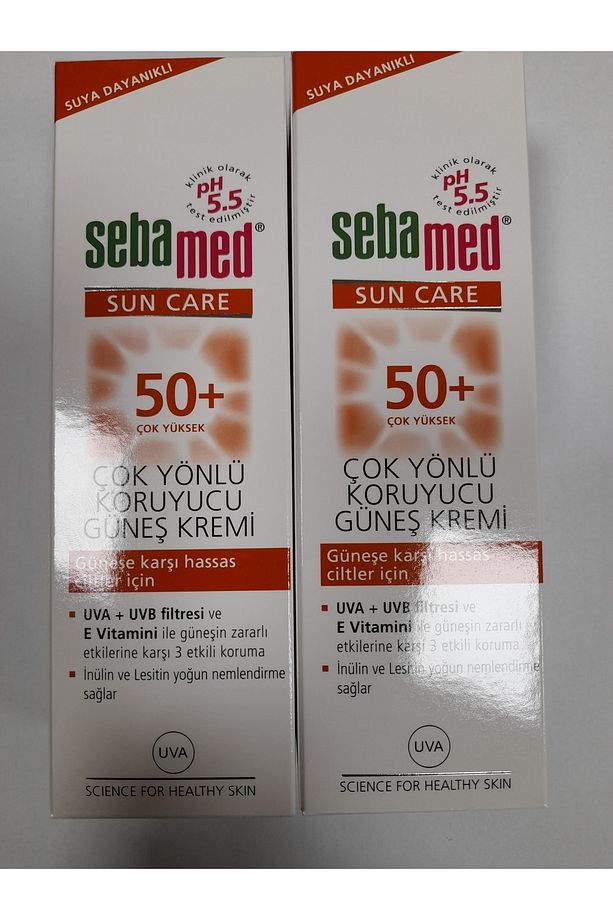 SUYA DAYANIKLI
klinik olarak
pH
5.5
test edilmiştir
sebamed®
SUN CARE
50+
ÇOK YÜKSEK
ÇOK YÖNLÜ
KORUYUCU
GÜNEŞ KREMİ
Güneşe karşı hassas
ciltler için
UVA + UVB filtresi ve
E Vitamini ile güneşin zararlı
etkilerine karşi 3 etkili koruma
İnülin ve Lesitin yoğun nemlendirme
sağlar
UVA
SCIENCE FOR HEALTHY SKIN
SUYA DAYANIKLI
klinik olarak
pH
5.5
test edilmiştir
sebamed®
SUN CARE
50+
ÇOK YÜKSEK
ÇOK YÖNLÜ
KORUYUCU
GÜNEŞ KREMİ
Güneşe karşı hassas
ciltler için
UVA + UVB filtresi ve
E Vitamini ile güneşin zararlı
etkilerine karşi 3 etkili koruma
İnülin ve Lesitin yoğun nemlendirme
sağlar
UVA
SCIENCE FOR HEALTHY SKIN